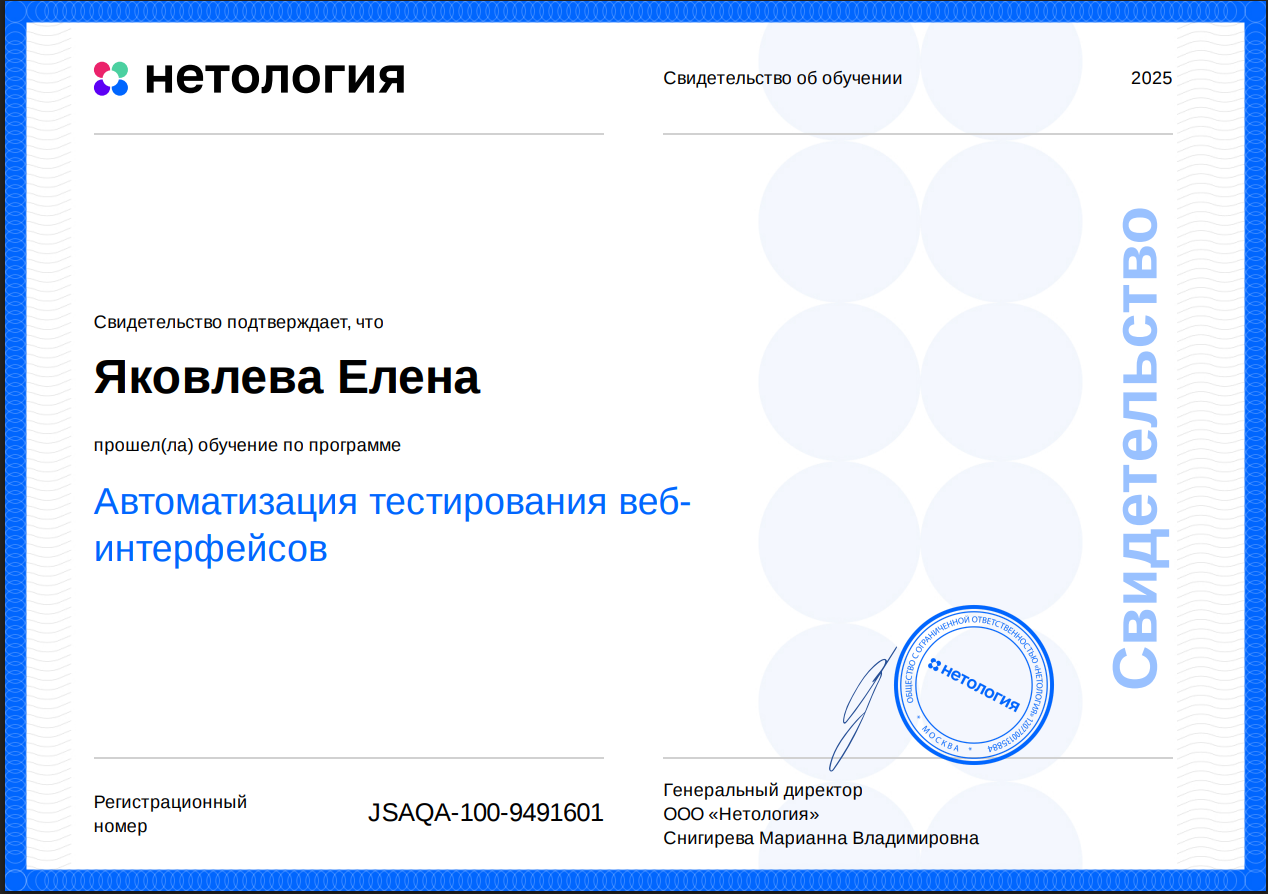 нетология
Свидетельство об обучении
2025
Свидетельство подтверждает, что
Яковлева Елена
прошел(ла) обучение по программе
Автоматизация тестирования веб-
интерфейсов
Свидетельство
ОБЩЕСТВО С ОГРАНИЧЕННОЙ ОТВЕТСТВЕННОСТЬЮ «НЕТОЛОГИЯ» 1207700135884
* МОСКВА *
нетология
Регистрационный
номер
JSAQA-100-9491601
Генеральный директор
ООО «Нетология»
Снигирева Марианна Владимировна